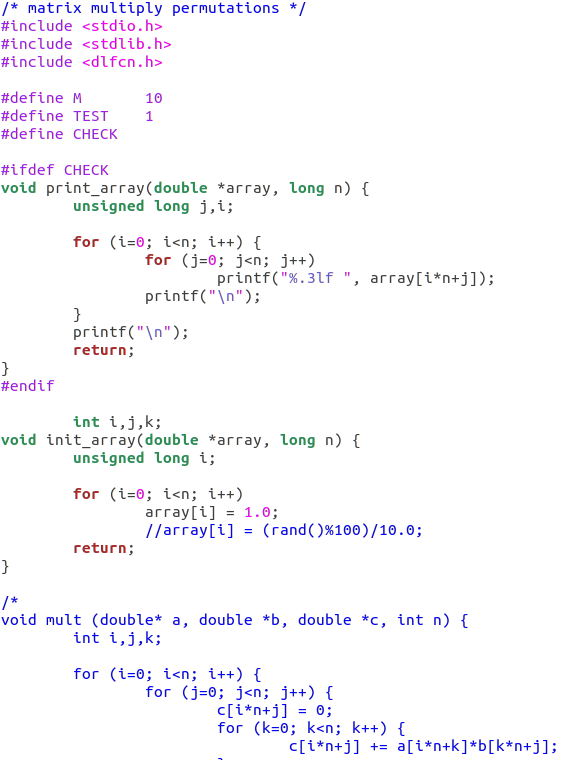 /* matrix multiply permutations */
#include <stdio.h>
#include <stdlib.h>
#include <dlfcn.h>

#define M       10
#define TEST    1
#define CHECK

#ifdef CHECK
void print_array(double *array, long n) {
        unsigned long j,i;

        for (i=0; i<n; i++) {
                for (j=0; j<n; j++)
                        printf("%.3lf ", array[i*n+j]);
                printf("\n");
        }
        printf("\n");
        return;
}
#endif

        int i,j,k;
void init_array(double *array, long n) {
        unsigned long i;

        for (i=0; i<n; i++)
                array[i] = 1.0;
                //array[i] = (rand()%100)/10.0;
        return;
}

/*
void mult (double* a, double *b, double *c, int n) {
        int i,j,k;

        for (i=0; i<n; i++) {
                for (j=0; j<n; j++) {
                        c[i*n+j] = 0;
                        for (k=0; k<n; k++) {
                                c[i*n+j] += a[i*n+k]*b[k*n+j];